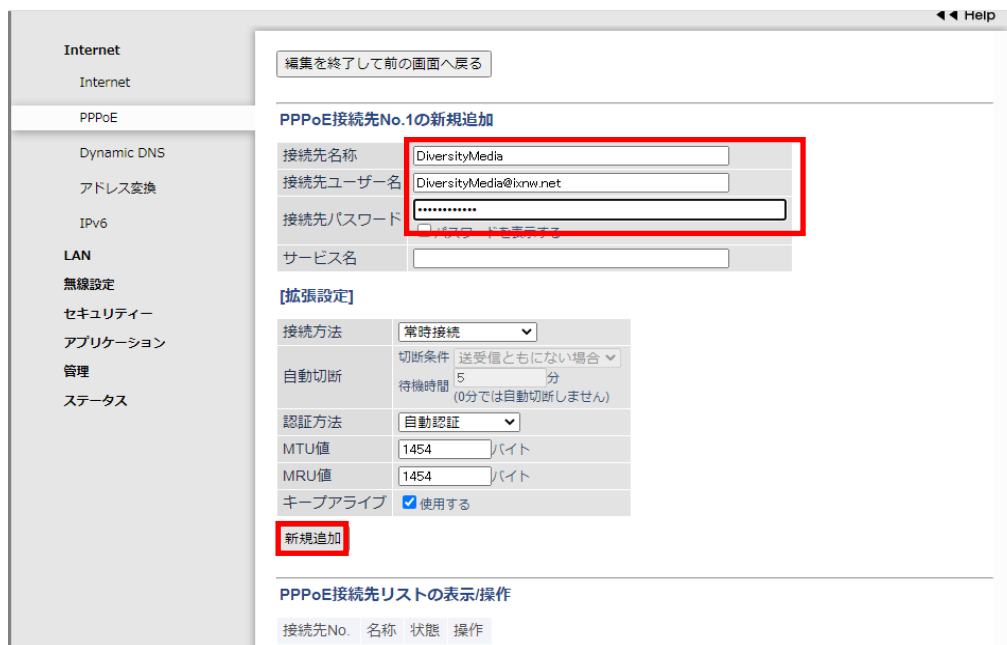 ◀◀ Help
Internet
Internet
PPPoE
Dynamic DNS
アドレス変換
IPv6
LAN
無線設定
セキュリティー
アプリケーション
管理
ステータス
編集を終了して前の画面へ戻る
PPPoE接続先No.1の新規追加
接続先名称 DiversityMedia
接続先ユーザー名 DiversityMedia@ixnw.net
接続先パスワード ••••••••••••
パスワードを表示する
サービス名
[拡張設定]
接続方法 常時接続
自動切断 切断条件 送受信ともにない場合
待機時間 5 分
(0分では自動切断しません)
認証方法 自動認証
MTU値 1454 バイト
MRU値 1454 バイト
キープアライブ 使用する
新規追加
PPPoE接続先リストの表示/操作
接続先No. 名称 状態 操作